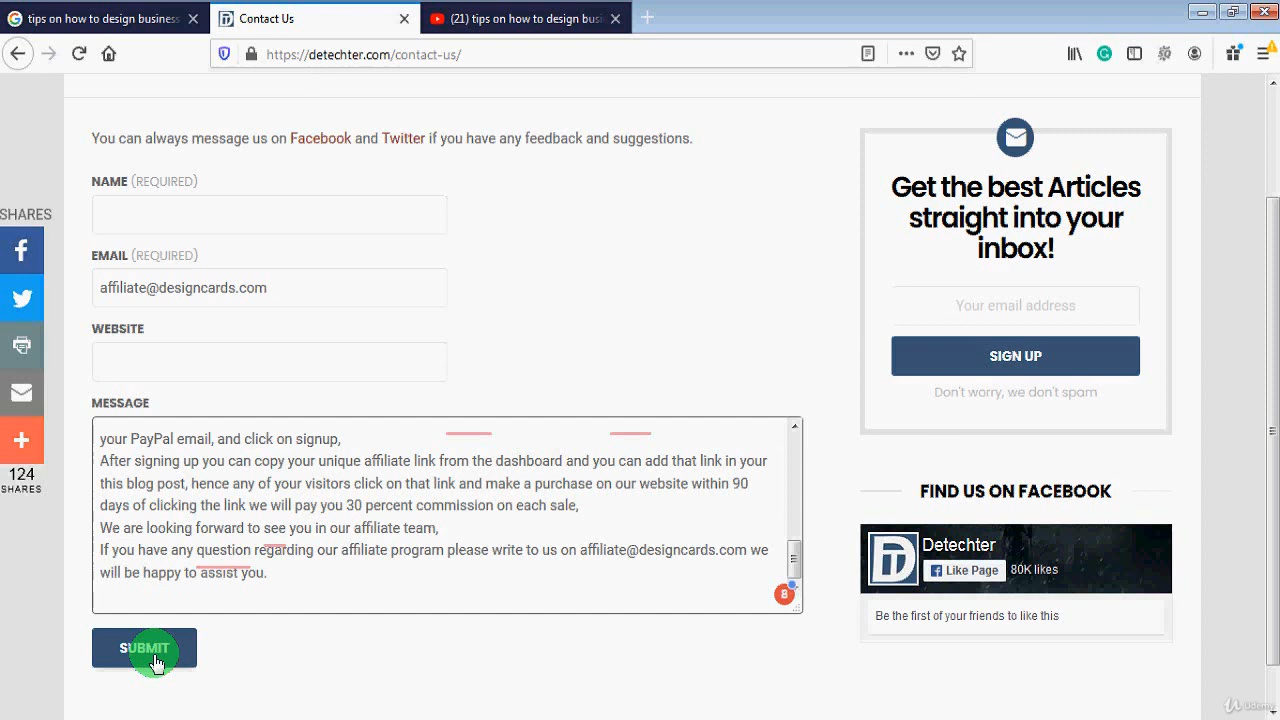 tips on how to design business
Contact Us
(21) tips on how to design busi
https://detechter.com/contact-us/
You can always message us on Facebook and Twitter if you have any feedback and suggestions.
NAME (REQUIRED)
SHARES
EMAIL (REQUIRED)
affiliate@designcards.com
WEBSITE
MESSAGE
your PayPal email, and click on signup,
After signing up you can copy your unique affiliate link from the dashboard and you can add that link in your
this blog post, hence any of your visitors click on that link and make a purchase on our website within 90
days of clicking the link we will pay you 30 percent commission on each sale,
We are looking forward to see you in our affiliate team,
If you have any question regarding our affiliate program please write to us on affiliate@designcards.com we
will be happy to assist you.
8
SUBMIT
124
SHARES
Get the best Articles
straight into your
inbox!
Your email address
SIGN UP
Don't worry, we don't spam
FIND US ON FACEBOOK
Detechter
Like Page
80K likes
Be the first of your friends to like this
Udemy